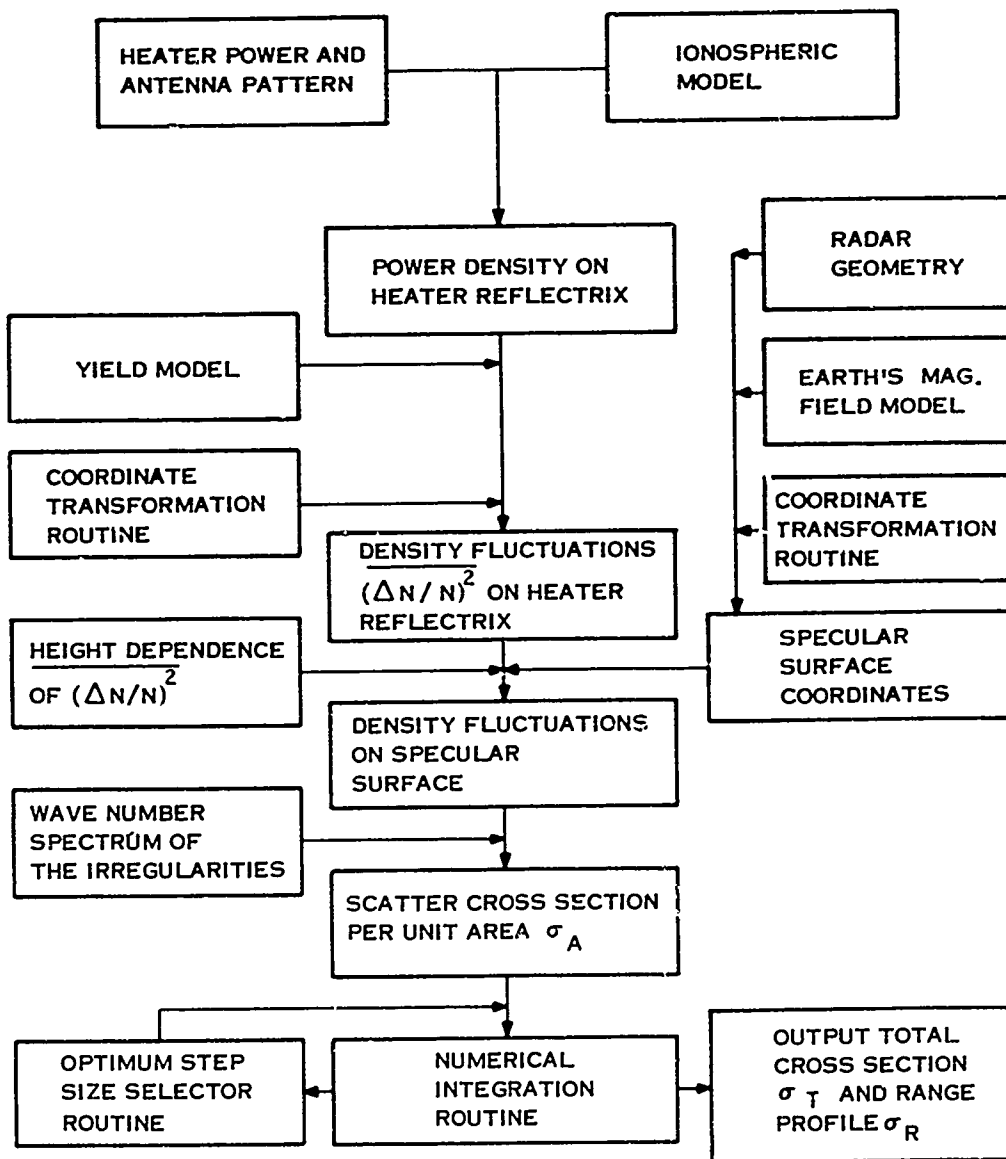 HEATER POWER AND
ANTENNA PATTERN
IONOSPHERIC
MODEL
POWER DENSITY ON
HEATER REFLECTRIX
RADAR
GEOMETRY
YIELD MODEL
EARTH'S MAG.
FIELD MODEL
COORDINATE
TRANSFORMATION
ROUTINE
COORDINATE
TRANSFORMATION
ROUTINE
DENSITY FLUCTUATIONS
(ΔN/N)² ON HEATER
REFLECTRIX
HEIGHT DEPENDENCE
OF (ΔN/N)²
SPECULAR
SURFACE
COORDINATES
DENSITY FLUCTUATIONS
ON SPECULAR
SURFACE
WAVE NUMBER
SPECTRUM OF
THE IRREGULARITIES
SCATTER CROSS SECTION
PER UNIT AREA σ_A
OPTIMUM STEP
SIZE SELECTOR
ROUTINE
NUMERICAL
INTEGRATION
ROUTINE
OUTPUT TOTAL
CROSS SECTION
σ_T AND RANGE
PROFILE σ_R